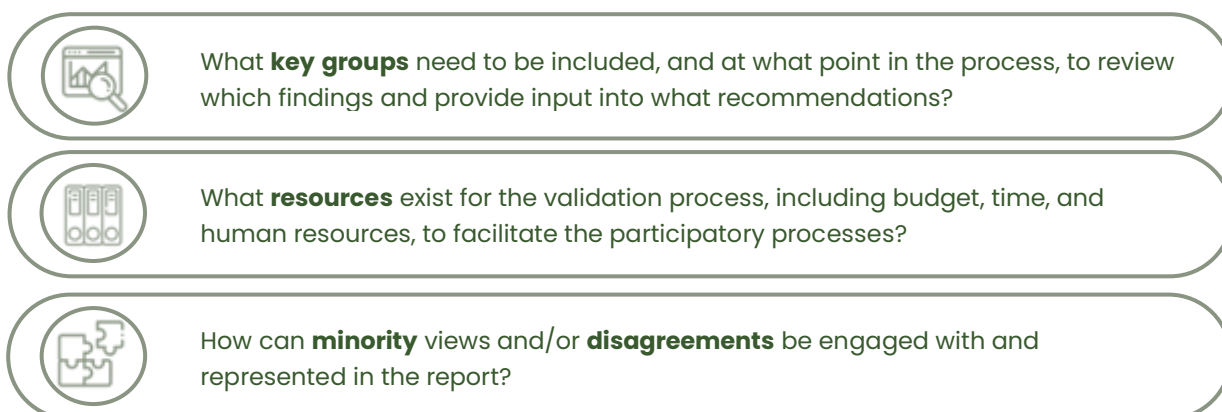 What key groups need to be included, and at what point in the process, to review
which findings and provide input into what recommendations?
What resources exist for the validation process, including budget, time, and
human resources, to facilitate the participatory processes?
How can minority views and/or disagreements be engaged with and
represented in the report?